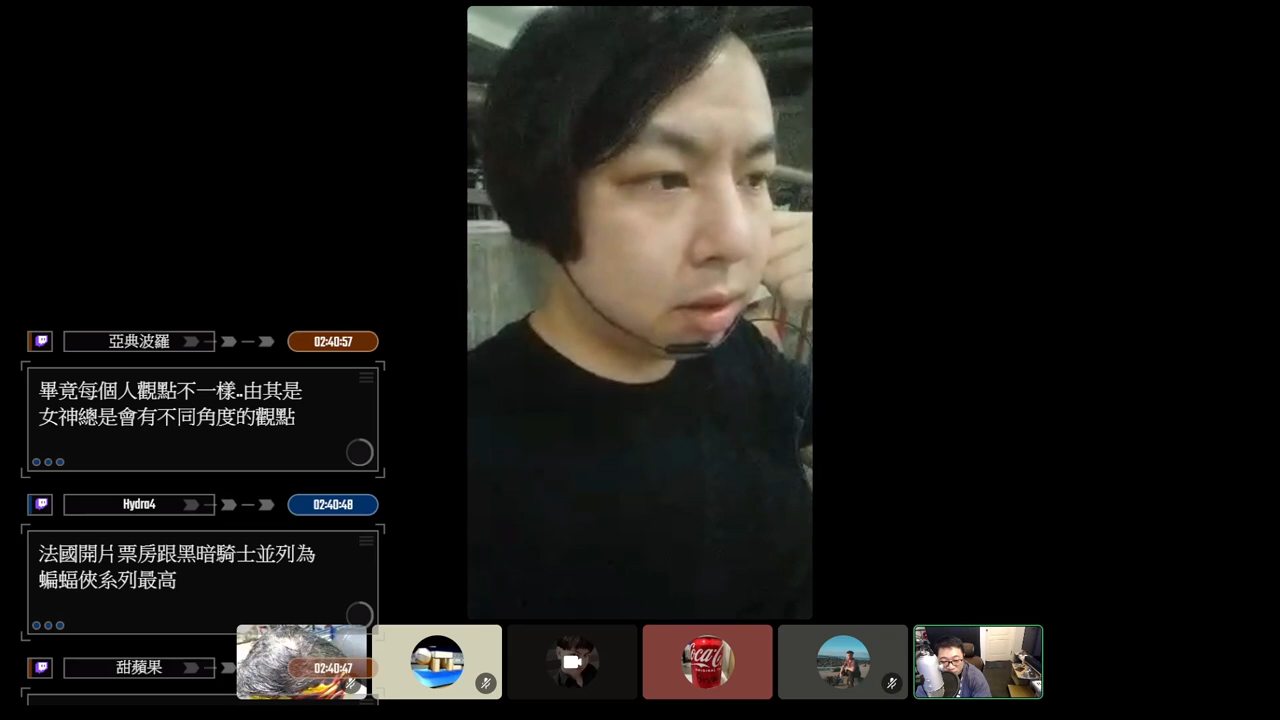 亞典波羅
02:40:57
畢竟每個人觀點不一樣..由其是
女神總是會有不同角度的觀點
Hydra4
02:40:48
法國開片票房跟黑暗騎士並列為
蝙蝠俠系列最高
甜蘋果
02:40:47
Coca-Cola